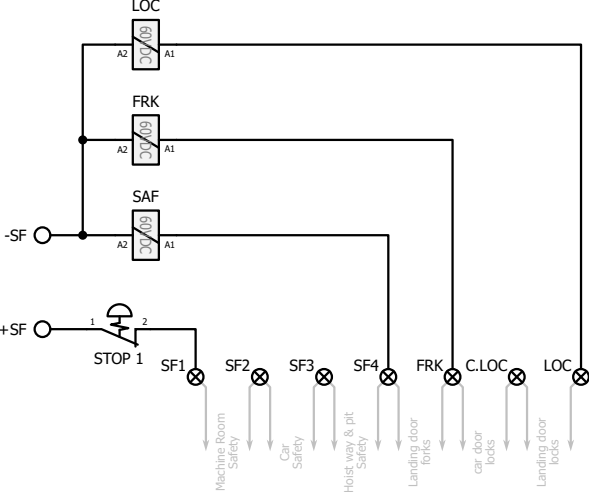 LOC
60VDC
A2
A1
FRK
60VDC
A2
A1
SAF
60VDC
-SF
A2
A1
+SF
1
2
STOP 1
SF1
SF2
SF3
SF4
FRK
C.LOC
LOC
Machine Room
Safety
Car
Safety
Hoist way & pit
Safety
Landing door
forks
car door
locks
Landing door
locks